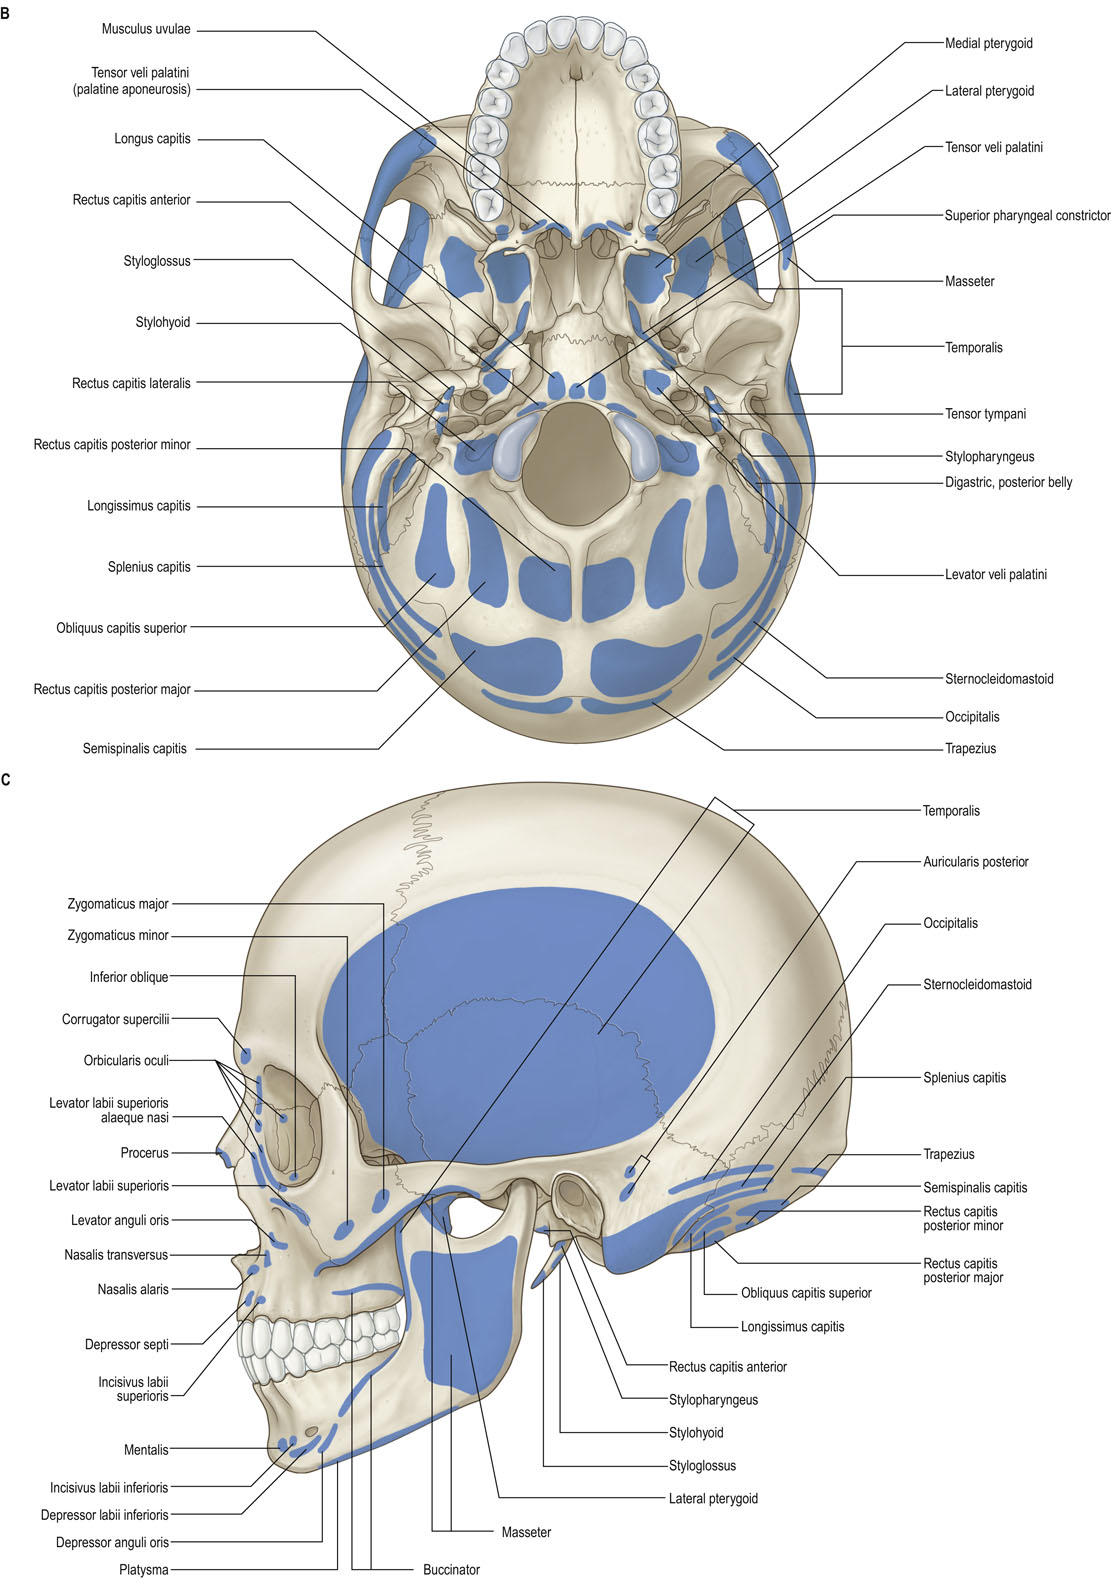 B
Musculus uvulae
Tensor veli palatini
(palatine aponeurosis)
Longus capitis
Rectus capitis anterior
Styloglossus
Stylohyoid
Rectus capitis lateralis
Rectus capitis posterior minor
Longissimus capitis
Splenius capitis
Obliquus capitis superior
Rectus capitis posterior major
Semispinalis capitis
Medial pterygoid
Lateral pterygoid
Tensor veli palatini
Superior pharyngeal constrictor
Masseter
Temporalis
Tensor tympani
Stylopharyngeus
Digastric, posterior belly
Levator veli palatini
Sternocleidomastoid
Occipitalis
Trapezius
C
Zygomaticus major
Zygomaticus minor
Inferior oblique
Corrugator supercilii
Orbicularis oculi
Levator labii superioris
alaeque nasi
Procerus
Levator labii superioris
Levator anguli oris
Nasalis transversus
Nasalis alaris
Depressor septi
Incisivus labii
superioris
Mentalis
Incisivus labii inferioris
Depressor labii inferioris
Depressor anguli oris
Platysma
Temporalis
Auricularis posterior
Occipitalis
Sternocleidomastoid
Splenius capitis
Trapezius
Semispinalis capitis
Rectus capitis
posterior minor
Rectus capitis
posterior major
Obliquus capitis superior
Longissimus capitis
Rectus capitis anterior
Stylopharyngeus
Stylohyoid
Styloglossus
Lateral pterygoid
Masseter
Buccinator